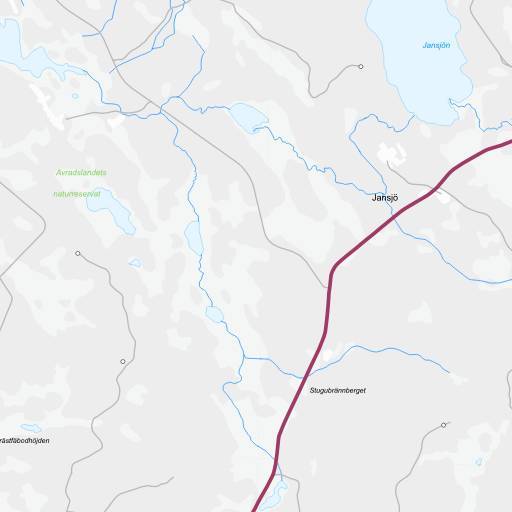 Jansjön
Avradslandets
naturreservat
Jansjö
Stugubrännberget
rästfäbodhöjden